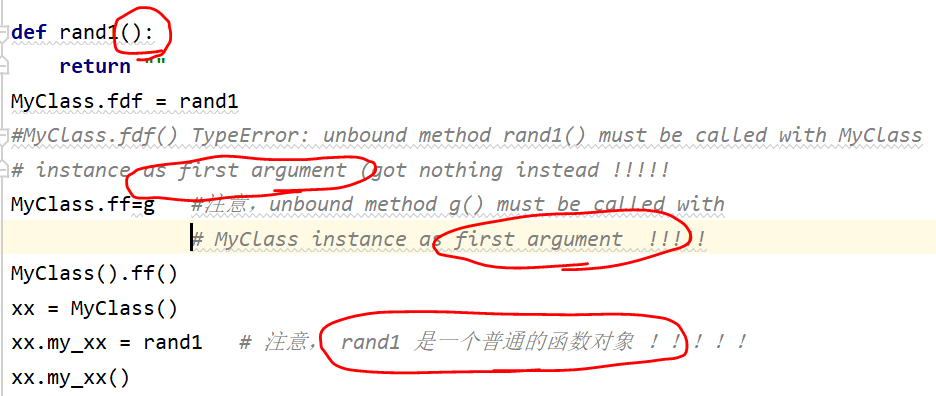 def rand1():
    return ""
MyClass.fdf = rand1
#MyClass.fdf() TypeError: unbound method rand1() must be called with MyClass
# instance as first argument (got nothing instead !!!!!
MyClass.ff=g   #注意，unbound method g() must be called with
# MyClass instance as first argument  !!!!!
MyClass().ff()
xx = MyClass()
xx.my_xx = rand1   # 注意， rand1 是一个普通的函数对象 ！！！！！
xx.my_xx()